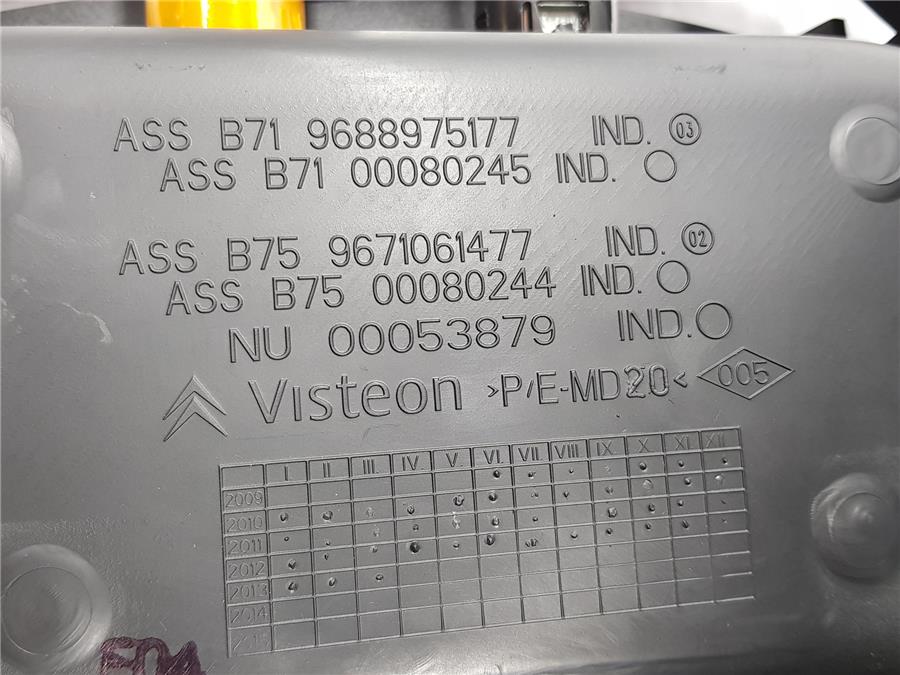 ASS B71 9688975177 IND. 03
ASS B71 00080245 IND.
ASS B75 9671061477 IND. 02
ASS B75 00080244 IND.
NU 00053879 IND.
Visteon >P/E-MD20< 005
I. II. III. IV. V. VI. VII. VIII. IX. X. XI. XII.
2009
2010
2011
2012
2013
2014
2015